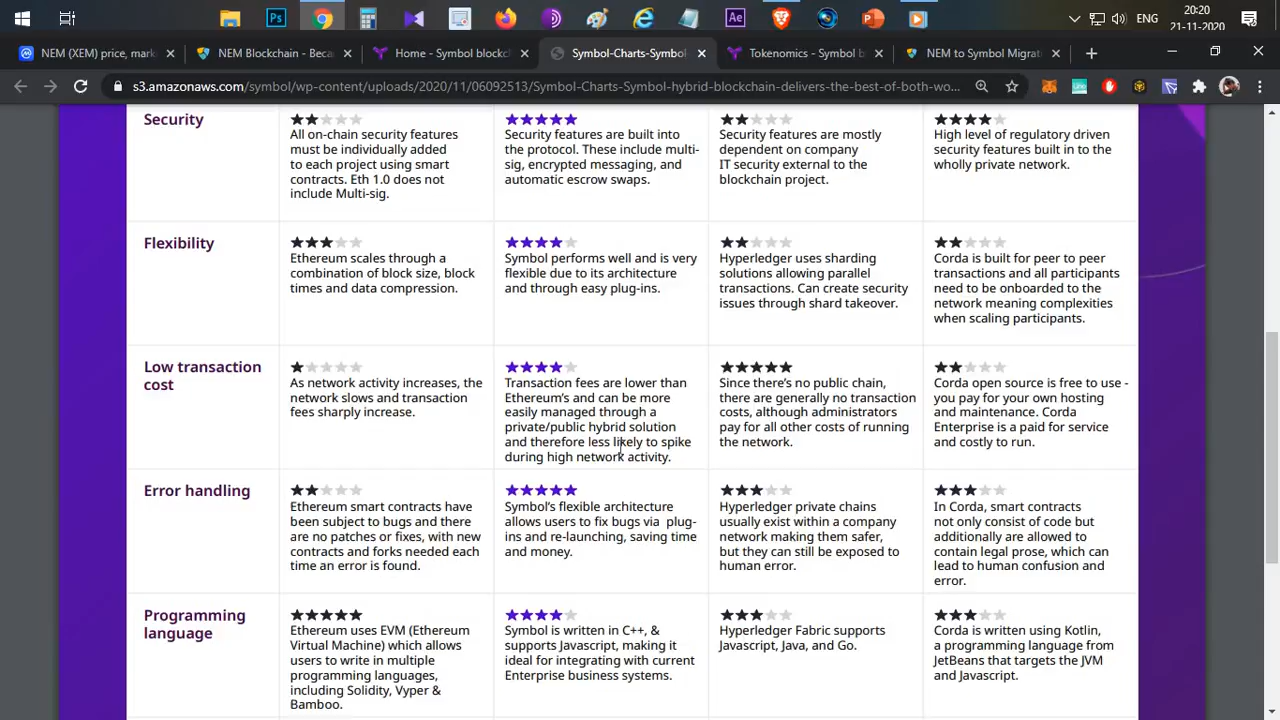 20:20
ENG
21-11-2020
NEM (XEM) price, mark
NEM Blockchain - Becau
Home - Symbol blockch
Symbol-Charts-Symbol-
Tokenomics - Symbol b
NEM to Symbol Migrati
s3.amazonaws.com/symbol/wp-content/uploads/2020/11/06092513/Symbol-Charts-Symbol-hybrid-blockchain-delivers-the-best-of-both-wo...
Security
All on-chain security features
must be individually added
to each project using smart
contracts. Eth 1.0 does not
include Multi-sig.
Security features are built into
the protocol. These include multi-
sig, encrypted messaging, and
automatic escrow swaps.
Security features are mostly
dependent on company
IT security external to the
blockchain project.
High level of regulatory driven
security features built in to the
wholly private network.
Flexibility
Ethereum scales through a
combination of block size, block
times and data compression.
Symbol performs well and is very
flexible due to its architecture
and through easy plug-ins.
Hyperledger uses sharding
solutions allowing parallel
transactions. Can create security
issues through shard takeover.
Corda is built for peer to peer
transactions and all participants
need to be onboarded to the
network meaning complexities
when scaling participants.
Low transaction
cost
As network activity increases, the
network slows and transaction
fees sharply increase.
Transaction fees are lower than
Ethereum's and can be more
easily managed through a
private/public hybrid solution
and therefore less likely to spike
during high network activity.
Since there's no public chain,
there are generally no transaction
costs, although administrators
pay for all other costs of running
the network.
Corda open source is free to use -
you pay for your own hosting
and maintenance. Corda
Enterprise is a paid for service
and costly to run.
Error handling
Ethereum smart contracts have
been subject to bugs and there
are no patches or fixes, with new
contracts and forks needed each
time an error is found.
Symbol's flexible architecture
allows users to fix bugs via plug-
ins and re-launching, saving time
and money.
Hyperledger private chains
usually exist within a company
network making them safer,
but they can still be exposed to
human error.
In Corda, smart contracts
not only consist of code but
additionally are allowed to
contain legal prose, which can
lead to human confusion and
error.
Programming
language
Ethereum uses EVM (Ethereum
Virtual Machine) which allows
users to write in multiple
programming languages,
including Solidity, Vyper &
Bamboo.
Symbol is written in C++, &
supports Javascript, making it
ideal for integrating with current
Enterprise business systems.
Hyperledger Fabric supports
Javascript, Java, and Go.
Corda is written using Kotlin,
a programming language from
JetBeans that targets the JVM
and Javascript.